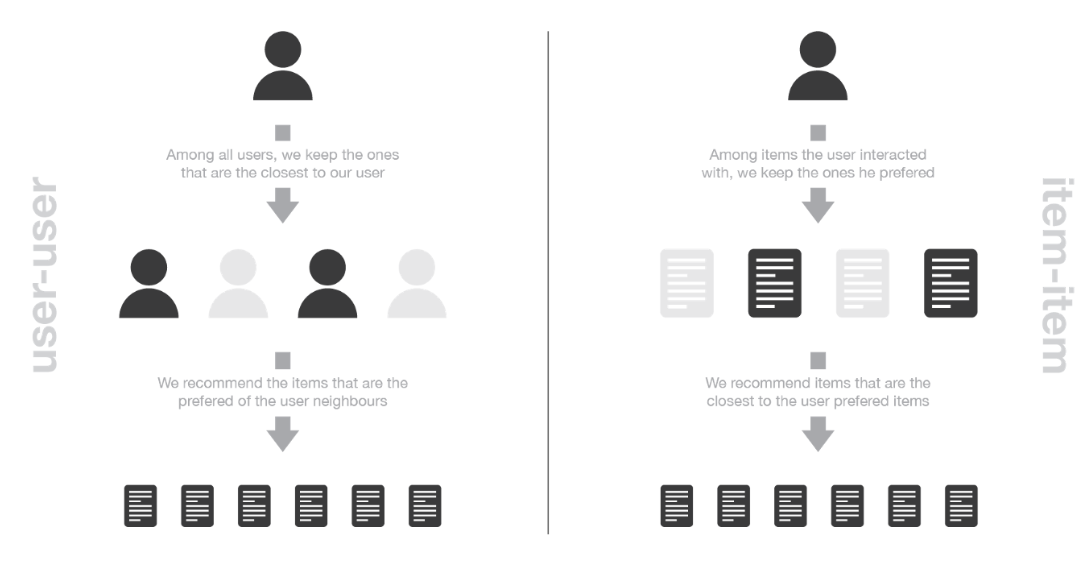 user-user
Among all users, we keep the ones
that are the closest to our user
We recommend the items that are the
prefered of the user neighbours
item-item
Among items the user interacted
with, we keep the ones he prefered
We recommend items that are the
closest to the user prefered items